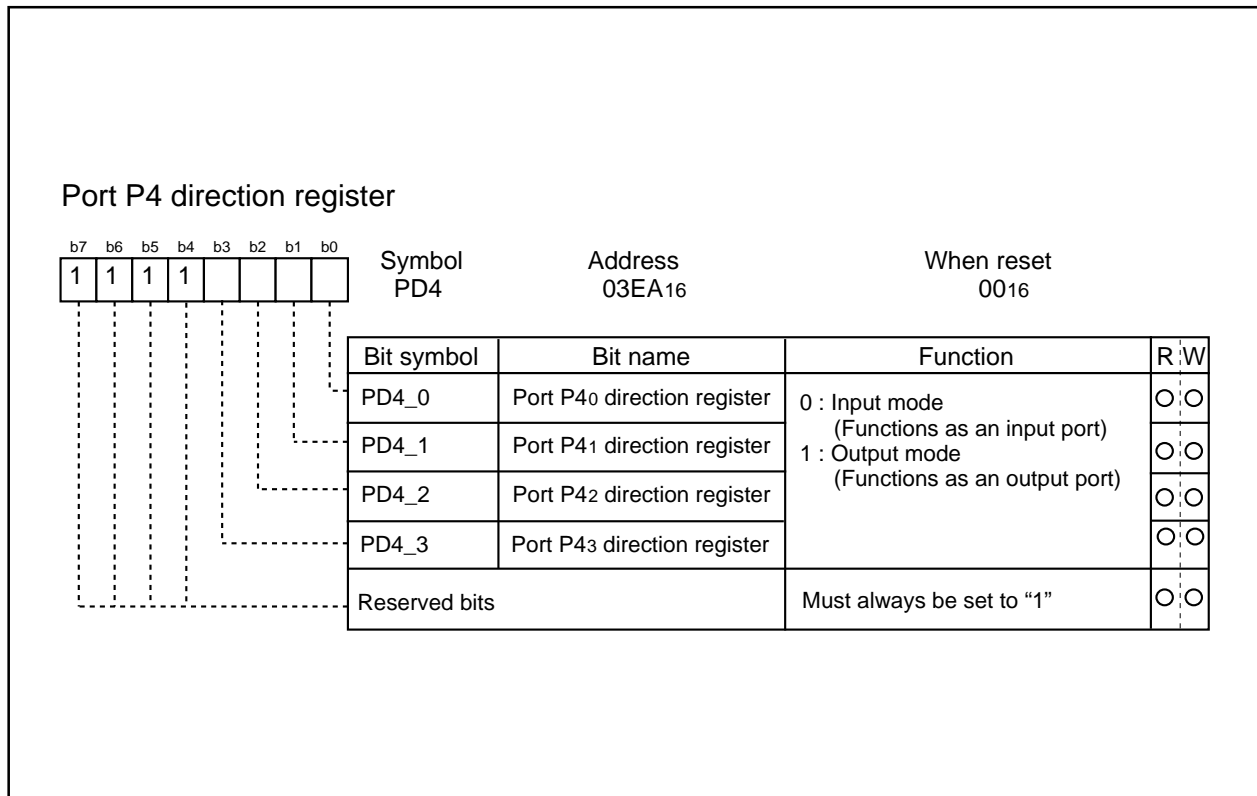 Port P4 direction register
b7 b6 b5 b4 b3 b2 b1 b0
1 1 1 1
Symbol Address When reset
PD4 03EA16 0016
Bit symbol Bit name Function R W
PD4_0 Port P40 direction register 0 : Input mode
(Functions as an input port)
PD4_1 Port P41 direction register 1 : Output mode
(Functions as an output port)
PD4_2 Port P42 direction register
PD4_3 Port P43 direction register
Reserved bits Must always be set to “1”